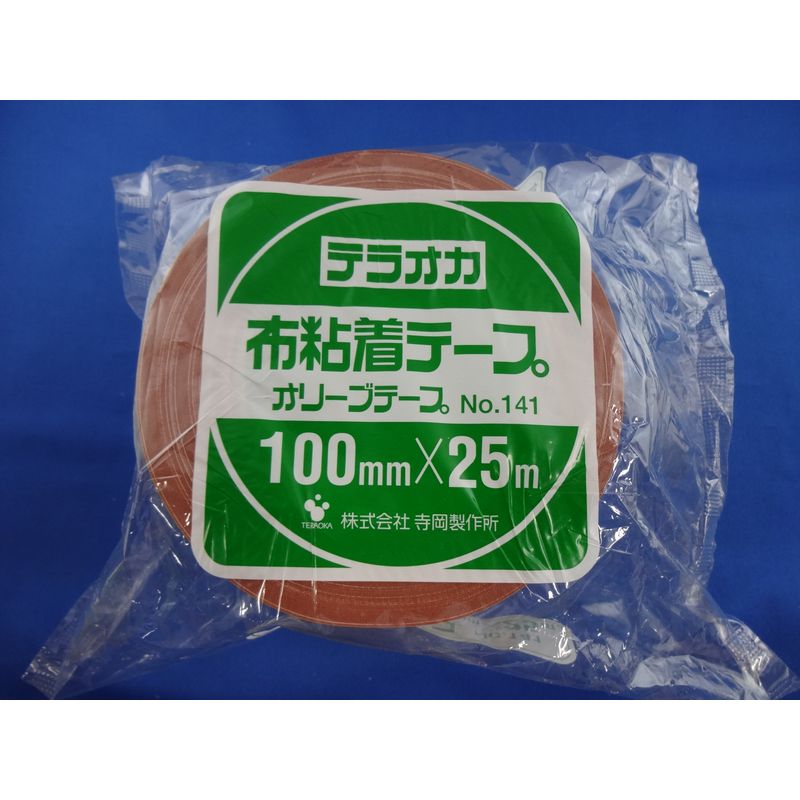 テラオカ
布粘着テープ
オリーブテープ No.141
100mm×25m
TERAOKA 株式会社 寺岡製作所